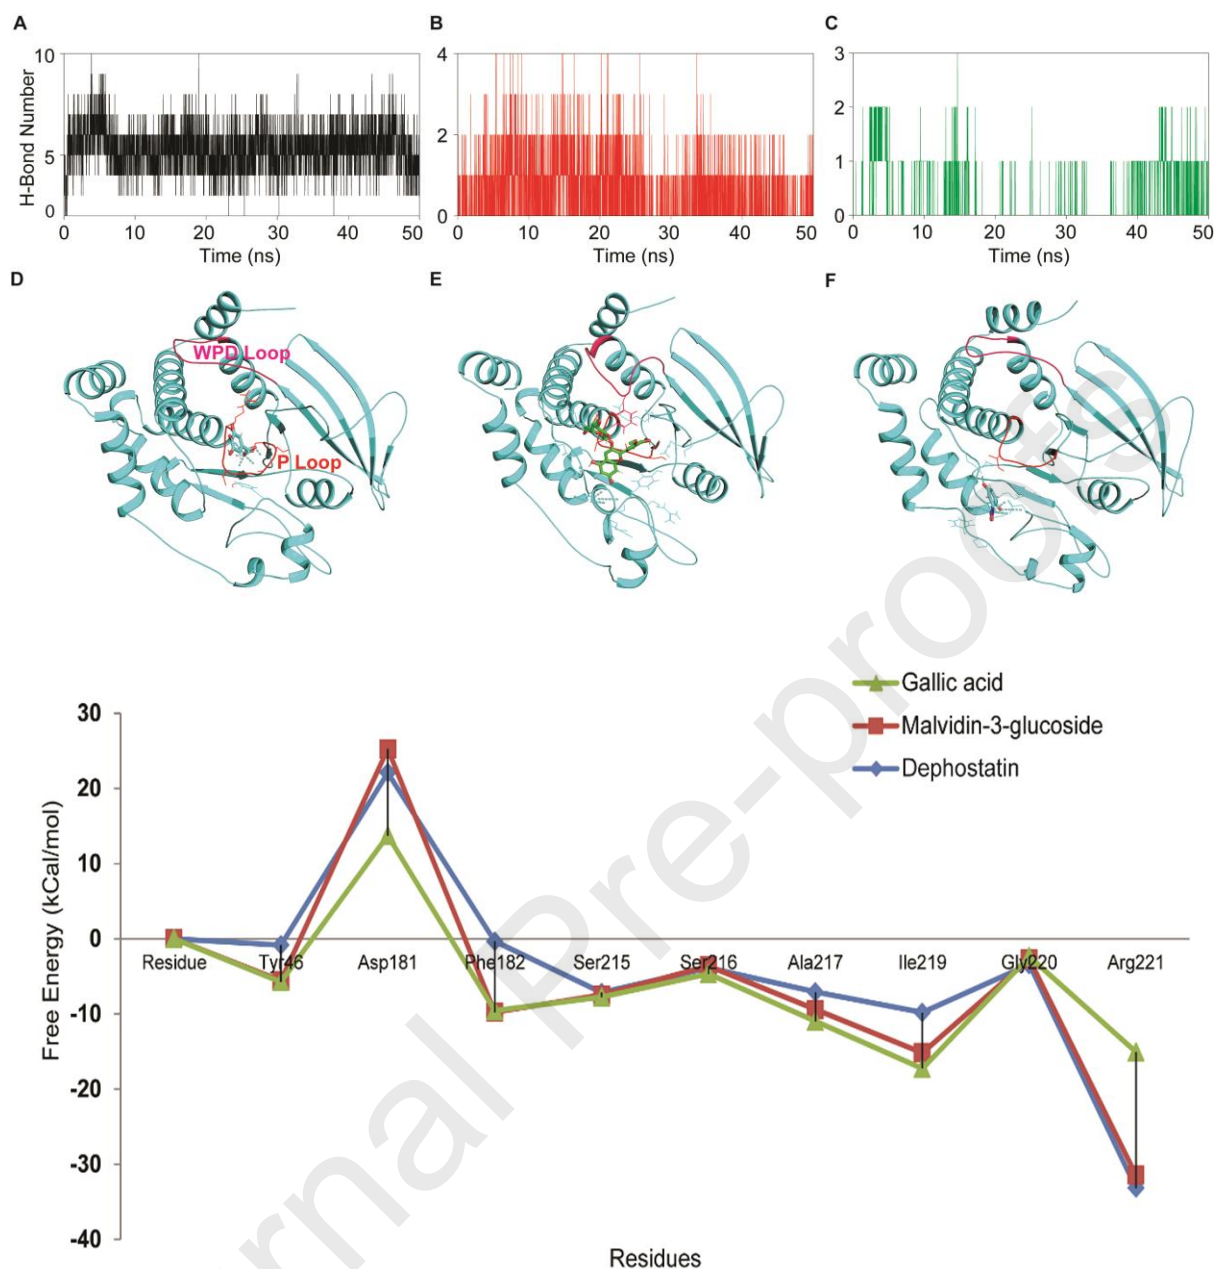 A
B
C
H-Bond Number
10
5
0
0
10
20
30
40
50
Time (ns)
4
2
0
0
10
20
30
40
50
Time (ns)
3
2
1
0
0
10
20
30
40
50
Time (ns)
D
E
F
WPD Loop
P Loop
Gallic acid
Malvidin-3-glucoside
Dephostatin
Free Energy (kCal/mol)
30
20
10
0
-10
-20
-30
-40
Residue Tyr46 Asp181 Phe182 Ser215 Ser216 Ala217 Ile219 Gly220 Arg221
Residues
rnal Pre-proofs